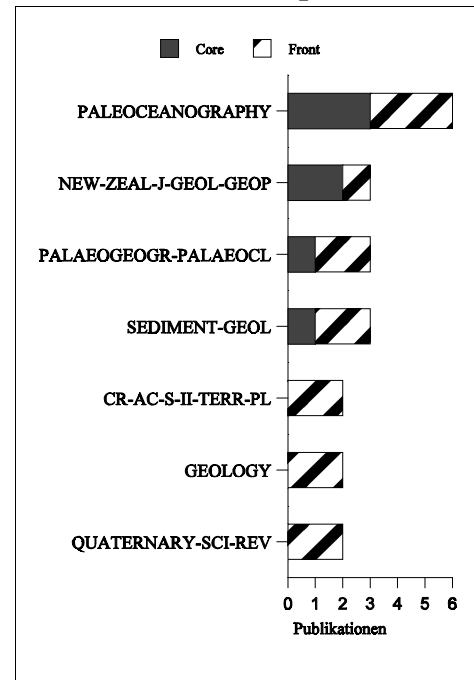 Core Front
PALEOCEANOGRAPHY
NEW-ZEAL-J-GEOL-GEOP
PALAEOGEOGR-PALAEOCL
SEDIMENT-GEOL
CR-AC-S-II-TERR-PL
GEOLOGY
QUATERNARY-SCI-REV
0 1 2 3 4 5 6
Publikationen